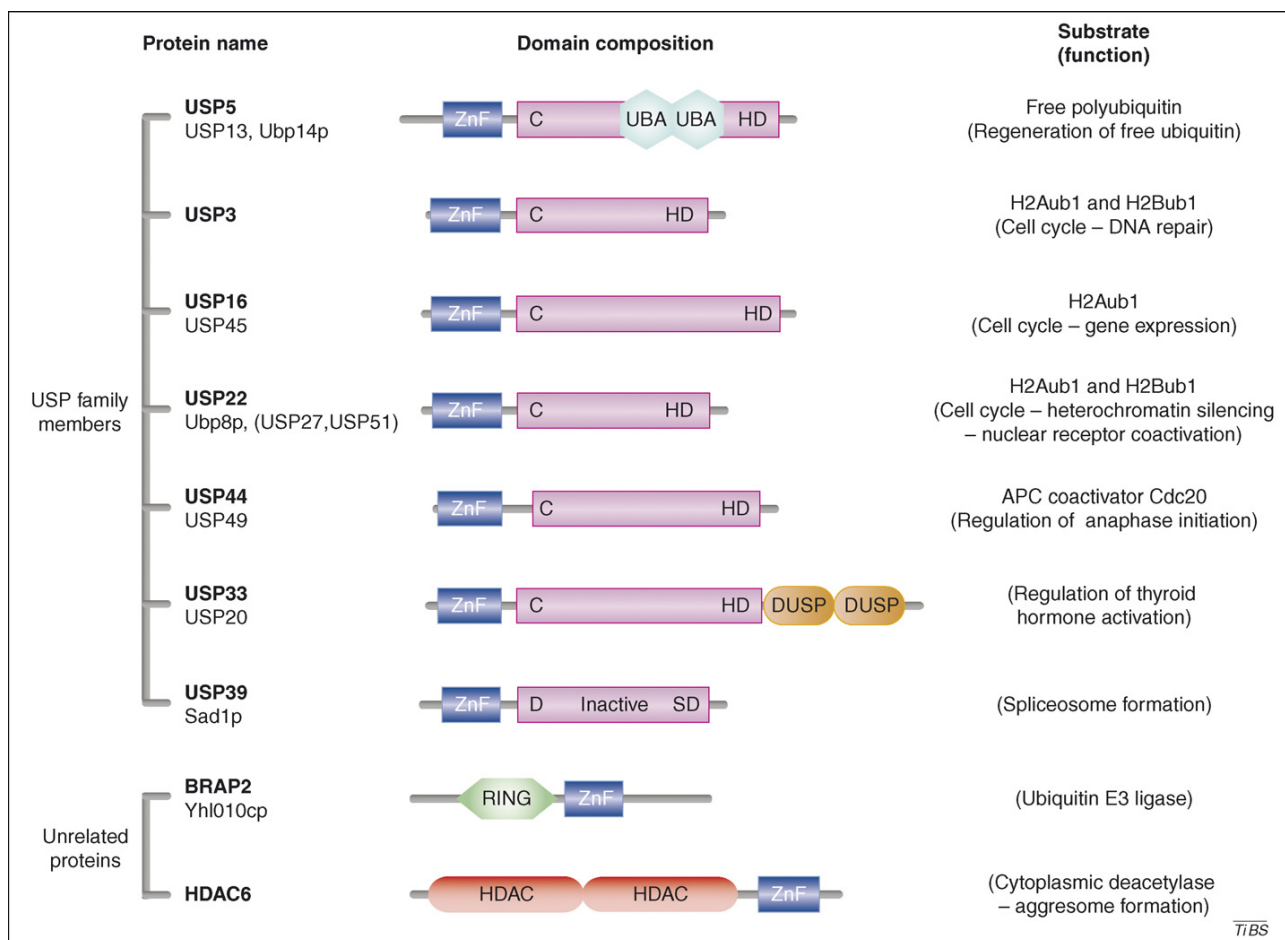 Protein name
Domain composition
Substrate
(function)
USP5
USP13, Ubp14p
ZnF
C
UBA
UBA
HD
Free polyubiquitin
(Regeneration of free ubiquitin)
USP3
ZnF
C
HD
H2Aub1 and H2Bub1
(Cell cycle – DNA repair)
USP16
USP45
ZnF
C
HD
H2Aub1
(Cell cycle – gene expression)
USP family
members
USP22
Ubp8p, (USP27,USP51)
ZnF
C
HD
H2Aub1 and H2Bub1
(Cell cycle – heterochromatin silencing
– nuclear receptor coactivation)
USP44
USP49
ZnF
C
HD
APC coactivator Cdc20
(Regulation of anaphase initiation)
USP33
USP20
ZnF
C
HD
DUSP
DUSP
(Regulation of thyroid
hormone activation)
USP39
Sad1p
ZnF
D
Inactive
SD
(Spliceosome formation)
Unrelated
proteins
BRAP2
Yhl010cp
RING
ZnF
(Ubiquitin E3 ligase)
HDAC6
HDAC
HDAC
ZnF
(Cytoplasmic deacetylase
– aggresome formation)
TiBS